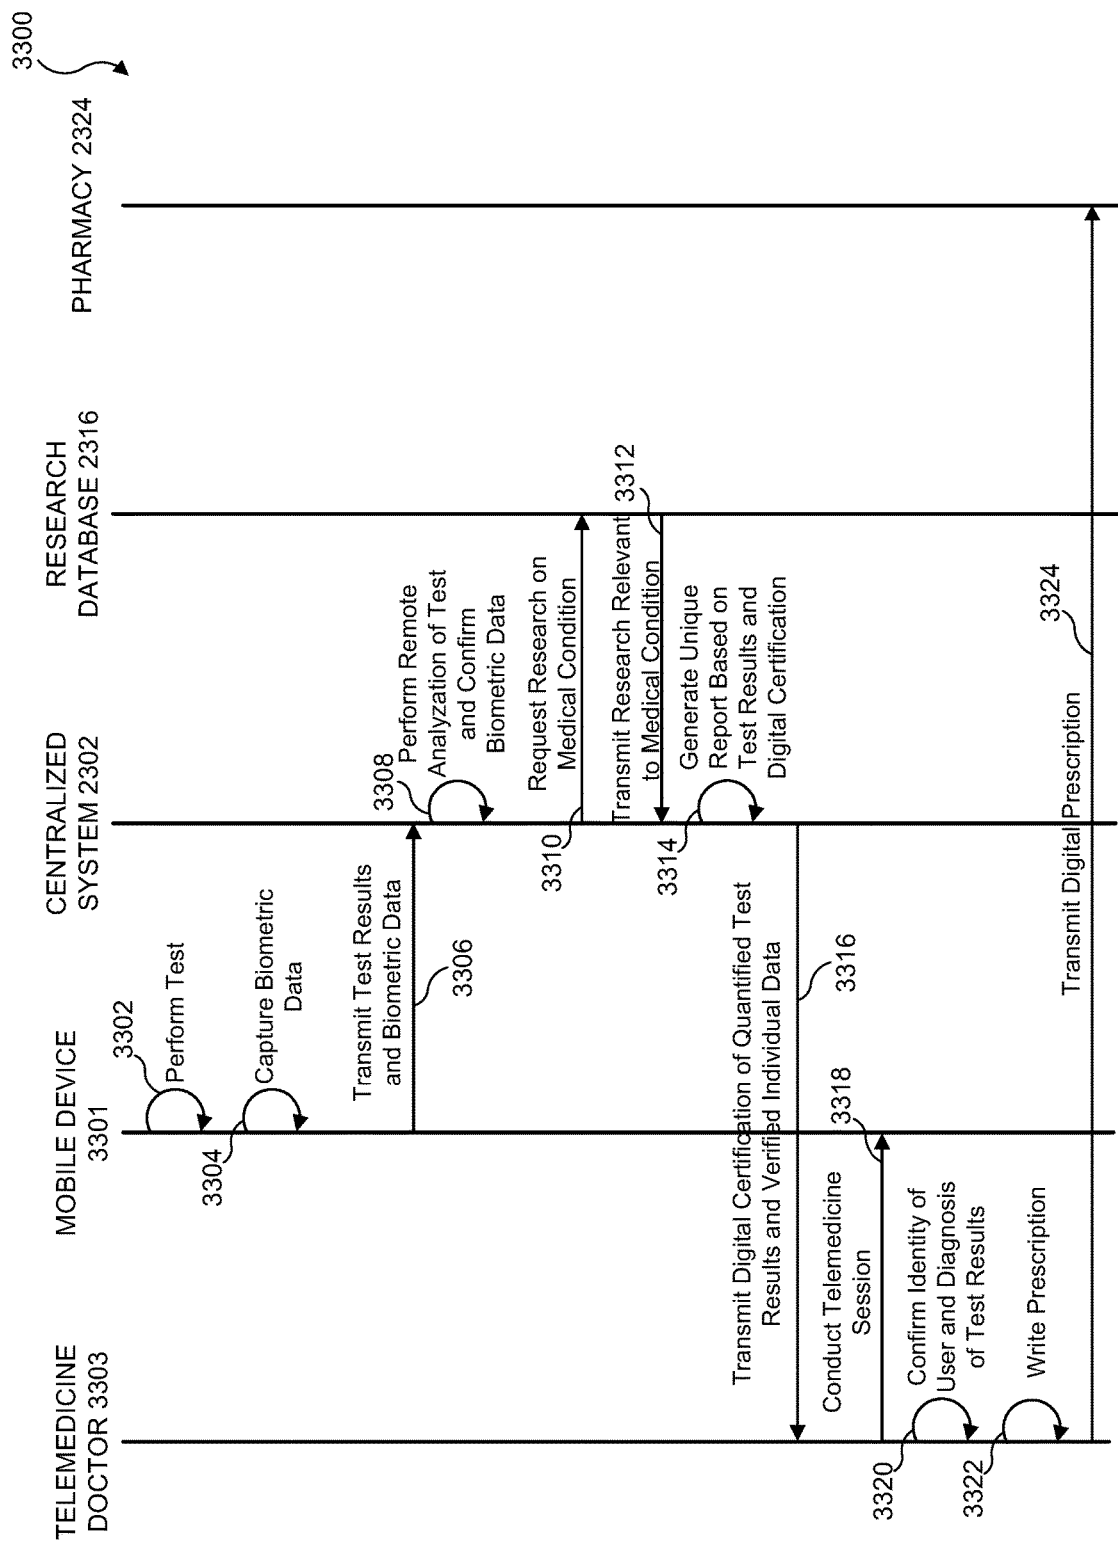 3300
TELEMEDICINE
DOCTOR 3303
MOBILE DEVICE
3301
CENTRALIZED
SYSTEM 2302
RESEARCH
DATABASE 2316
PHARMACY 2324
3302
Perform Test
3304
Capture Biometric
Data
Transmit Test Results
and Biometric Data
3306
3308
Perform Remote
Analyzation of Test
and Confirm
Biometric Data
Request Research on
Medical Condition
3310
Transmit Research Relevant
to Medical Condition
3312
3314
Generate Unique
Report Based on
Test Results and
Digital Certification
Transmit Digital Certification of Quantified Test
Results and Verified Individual Data
3316
Conduct Telemedicine
Session
3318
3320
Confirm Identity of
User and Diagnosis
of Test Results
3322
Write Prescription
Transmit Digital Prescription
3324